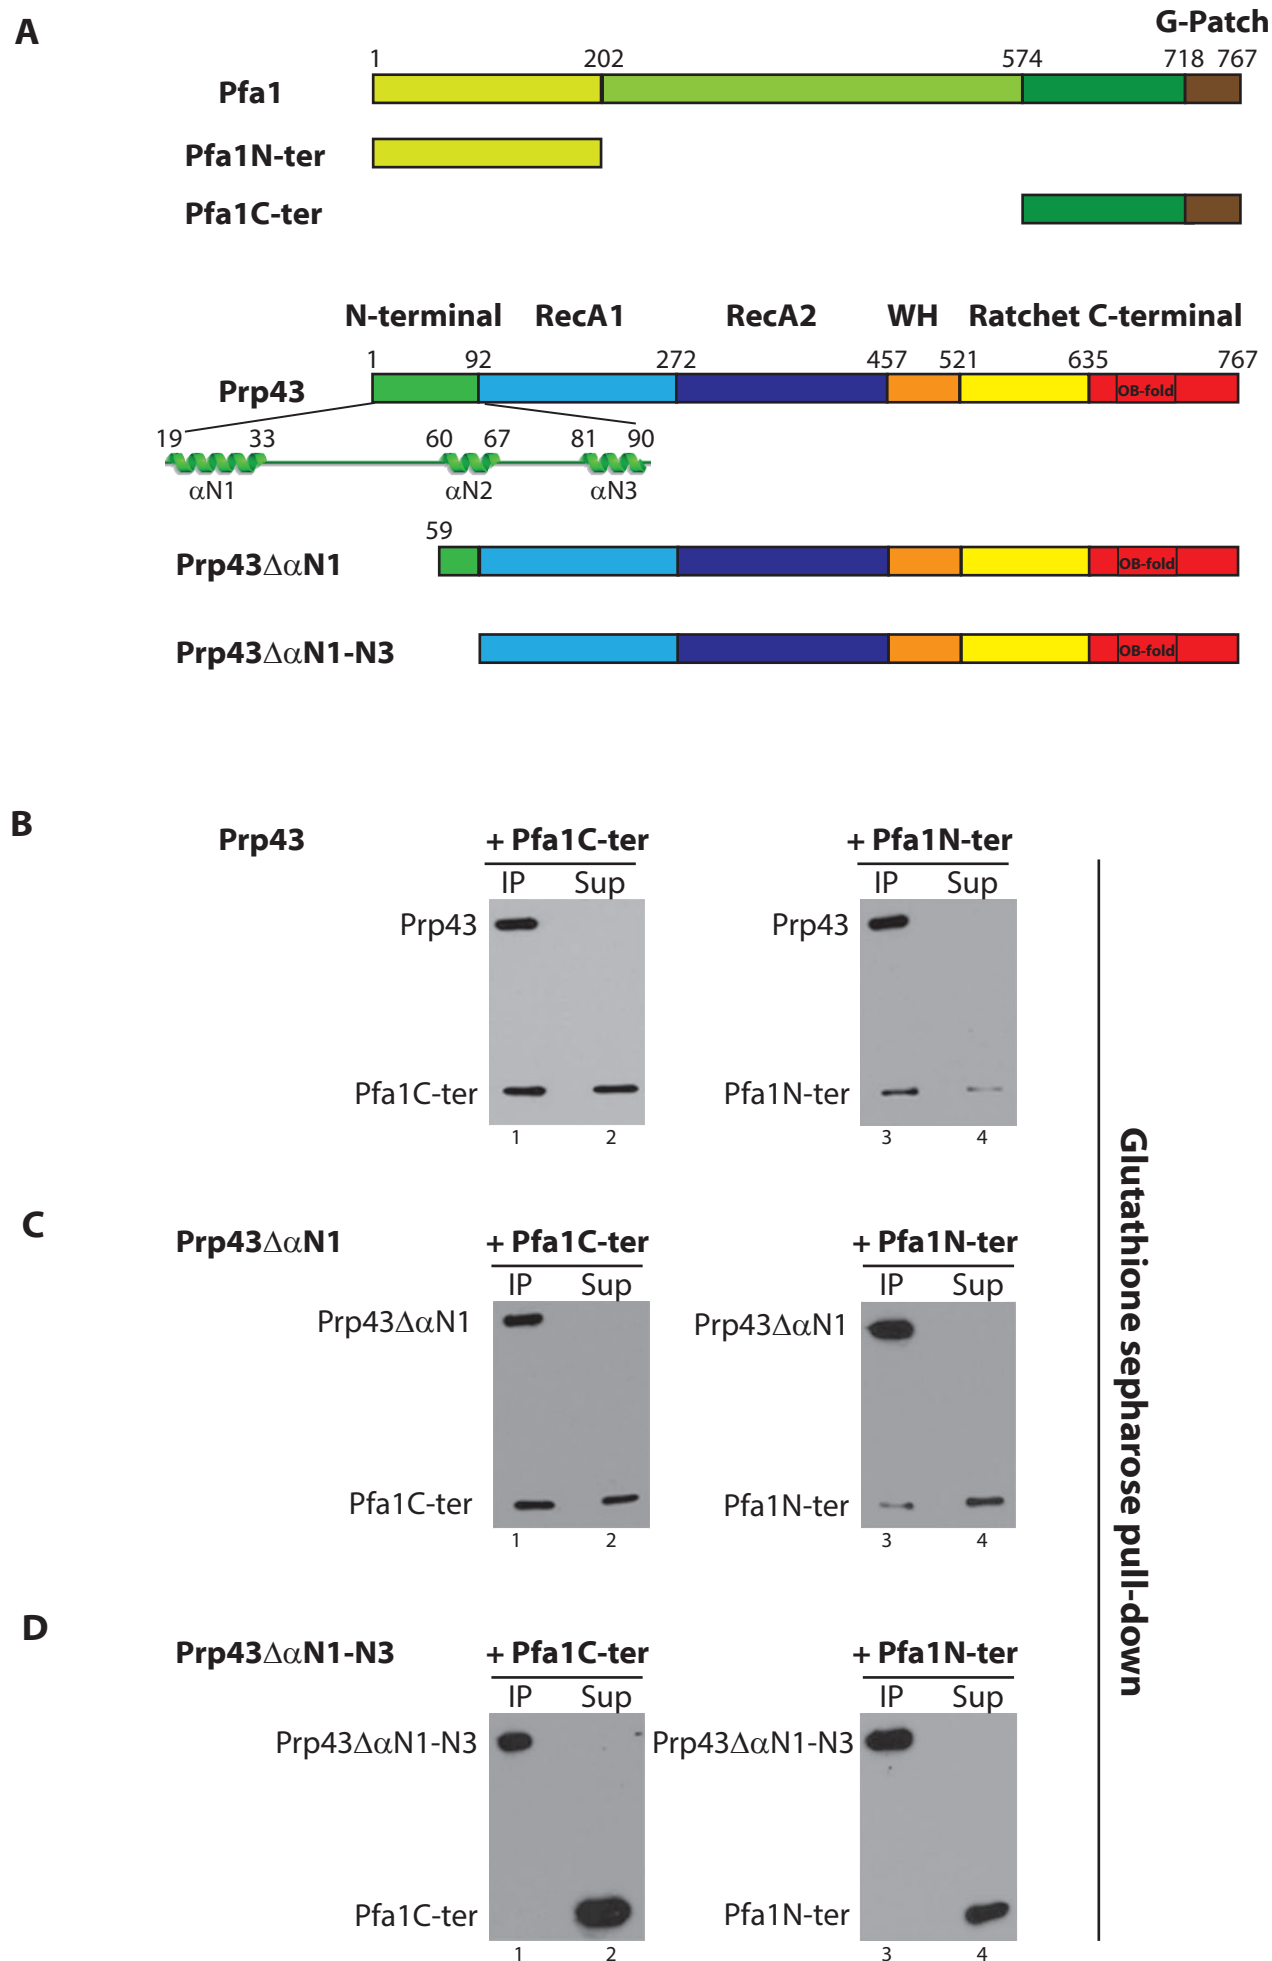 A
G-Patch
1 202 574 718 767
Pfa1
Pfa1N-ter
Pfa1C-ter
N-terminal RecA1 RecA2 WH Ratchet C-terminal
1 92 272 457 521 635 767
Prp43 OB-fold
19 33 60 67 81 90
αN1 αN2 αN3
59
Prp43ΔαN1 OB-fold
Prp43ΔαN1-N3 OB-fold
B
Prp43 + Pfa1C-ter + Pfa1N-ter
IP Sup IP Sup
Prp43 Prp43
Pfa1C-ter Pfa1N-ter
1 2 3 4
C
Prp43ΔαN1 + Pfa1C-ter + Pfa1N-ter
IP Sup IP Sup
Prp43ΔαN1 Prp43ΔαN1
Pfa1C-ter Pfa1N-ter
1 2 3 4
D
Prp43ΔαN1-N3 + Pfa1C-ter + Pfa1N-ter
IP Sup IP Sup
Prp43ΔαN1-N3 Prp43ΔαN1-N3
Pfa1C-ter Pfa1N-ter
1 2 3 4
Glutathione sepharose pull-down